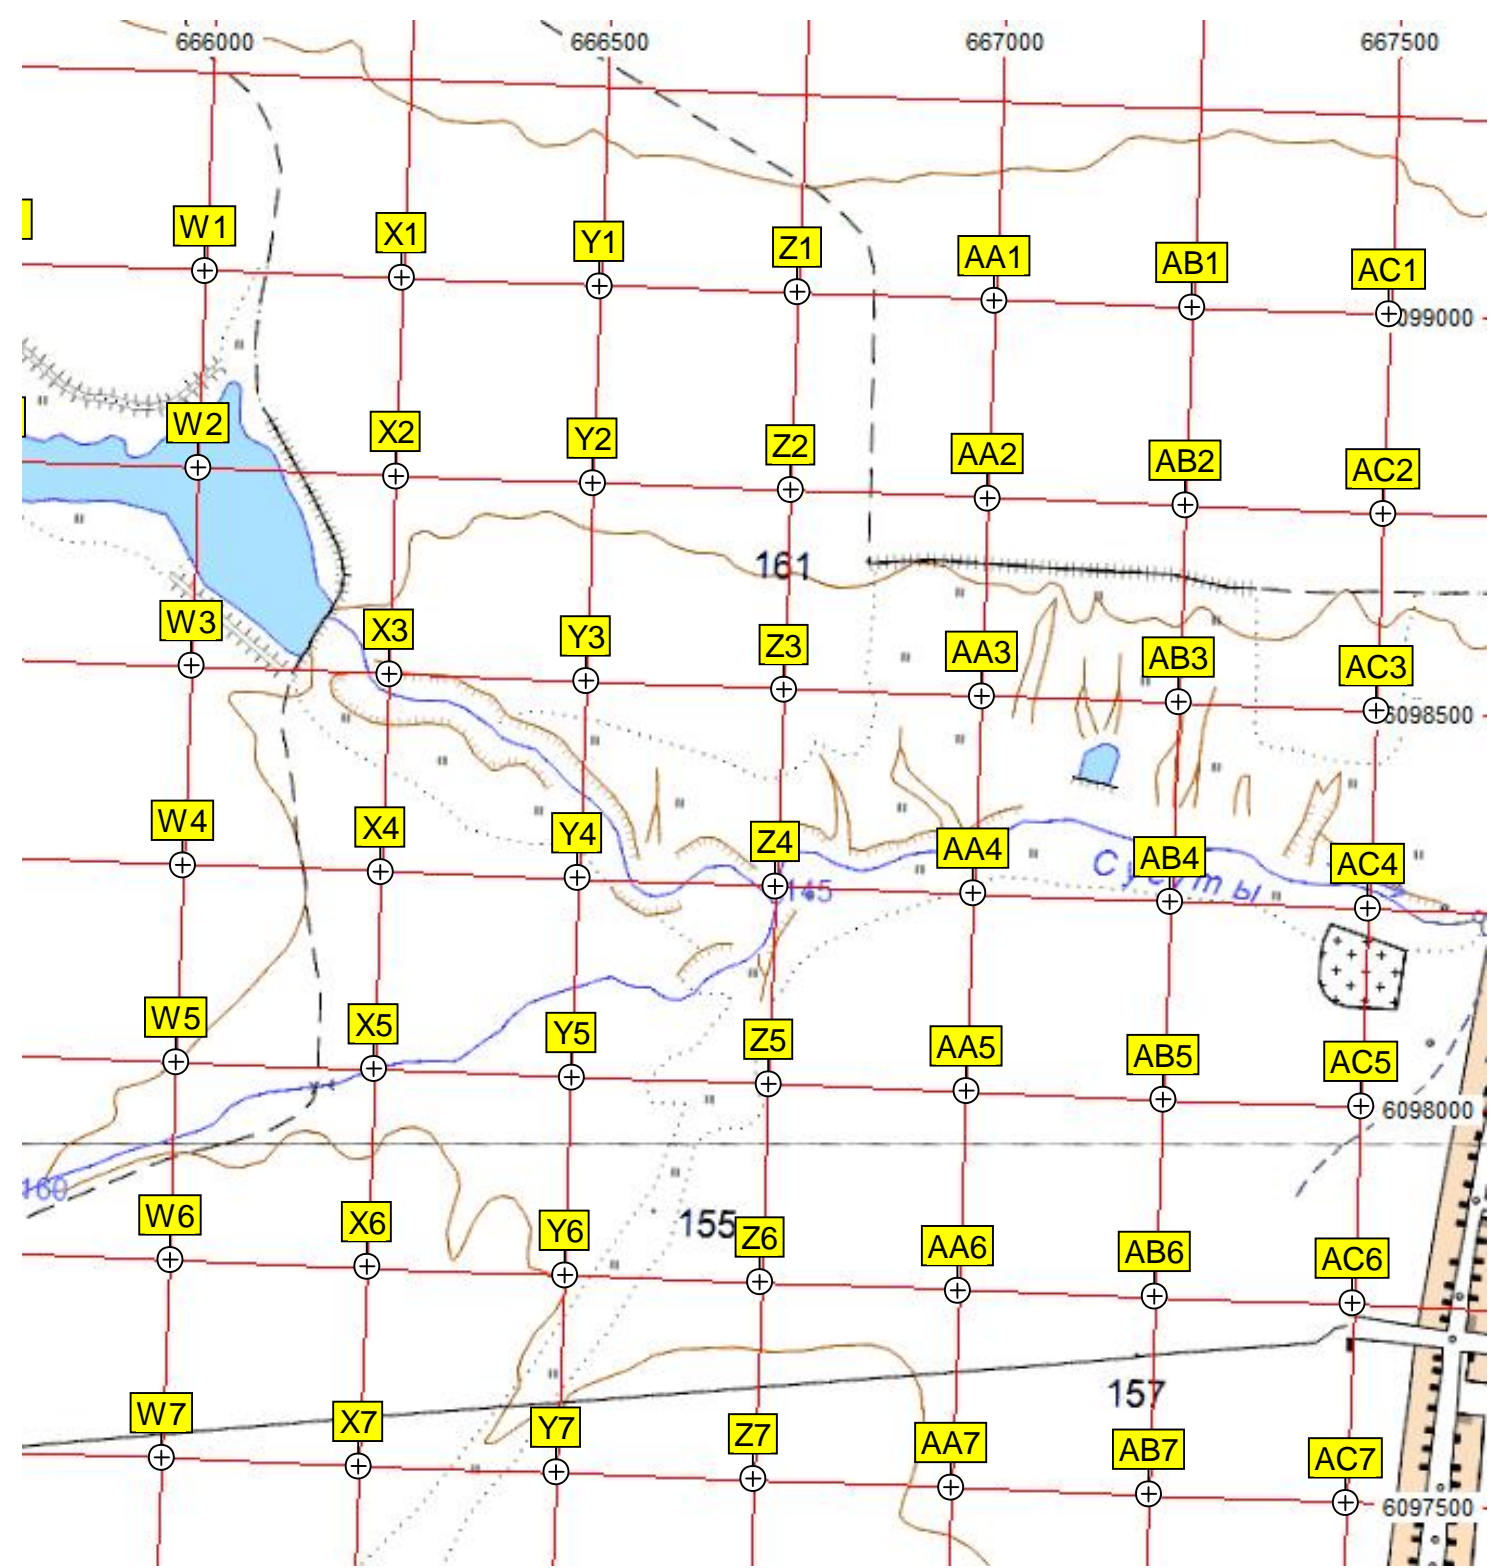 666000 666500 667000 667500
W1 X1 Y1 Z1 AA1 AB1 AC1
099000
W2 X2 Y2 Z2 AA2 AB2 AC2
161
W3 X3 Y3 Z3 AA3 AB3 AC3
6098500
W4 X4 Y4 Z4 AA4 AB4 AC4
145
W5 X5 Y5 Z5 AA5 AB5 AC5
6098000
160
W6 X6 Y6 Z6 AA6 AB6 AC6
155
157
W7 X7 Y7 Z7 AA7 AB7 AC7
6097500